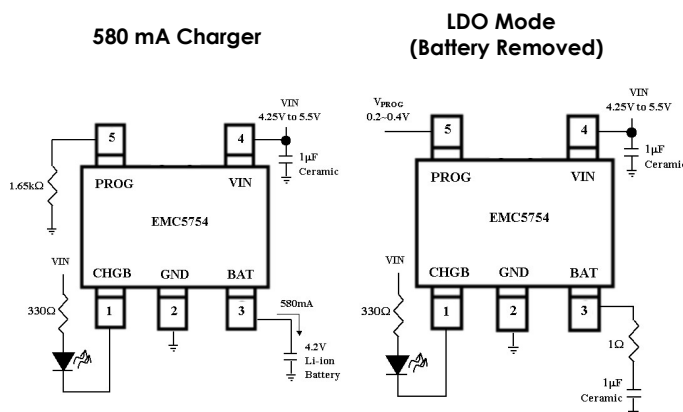 580 mA Charger
LDO Mode
(Battery Removed)
VIN
4.25V to 5.5V
5
4
1µF
Ceramic
1.65kΩ
PROG
VIN
EMC5754
VIN
CHGB
GND
BAT
330Ω
1
2
3
580mA
4.2V
Li-ion
Battery
VPROG
0.2~0.4V
VIN
4.25V to 5.5V
5
4
1µF
Ceramic
PROG
VIN
EMC5754
VIN
CHGB
GND
BAT
330Ω
1
2
3
1Ω
1µF
Ceramic